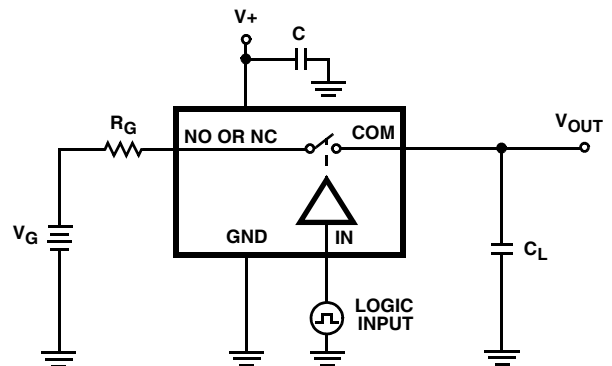 V+
C
RG
NO OR NC
COM
VOUT
VG
GND
IN
CL
LOGIC
INPUT